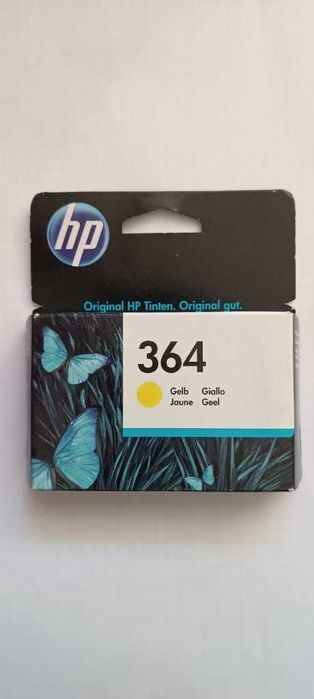 hp
Original HP Tinten. Original gut.
364
Gelb Giallo
Jaune Geel